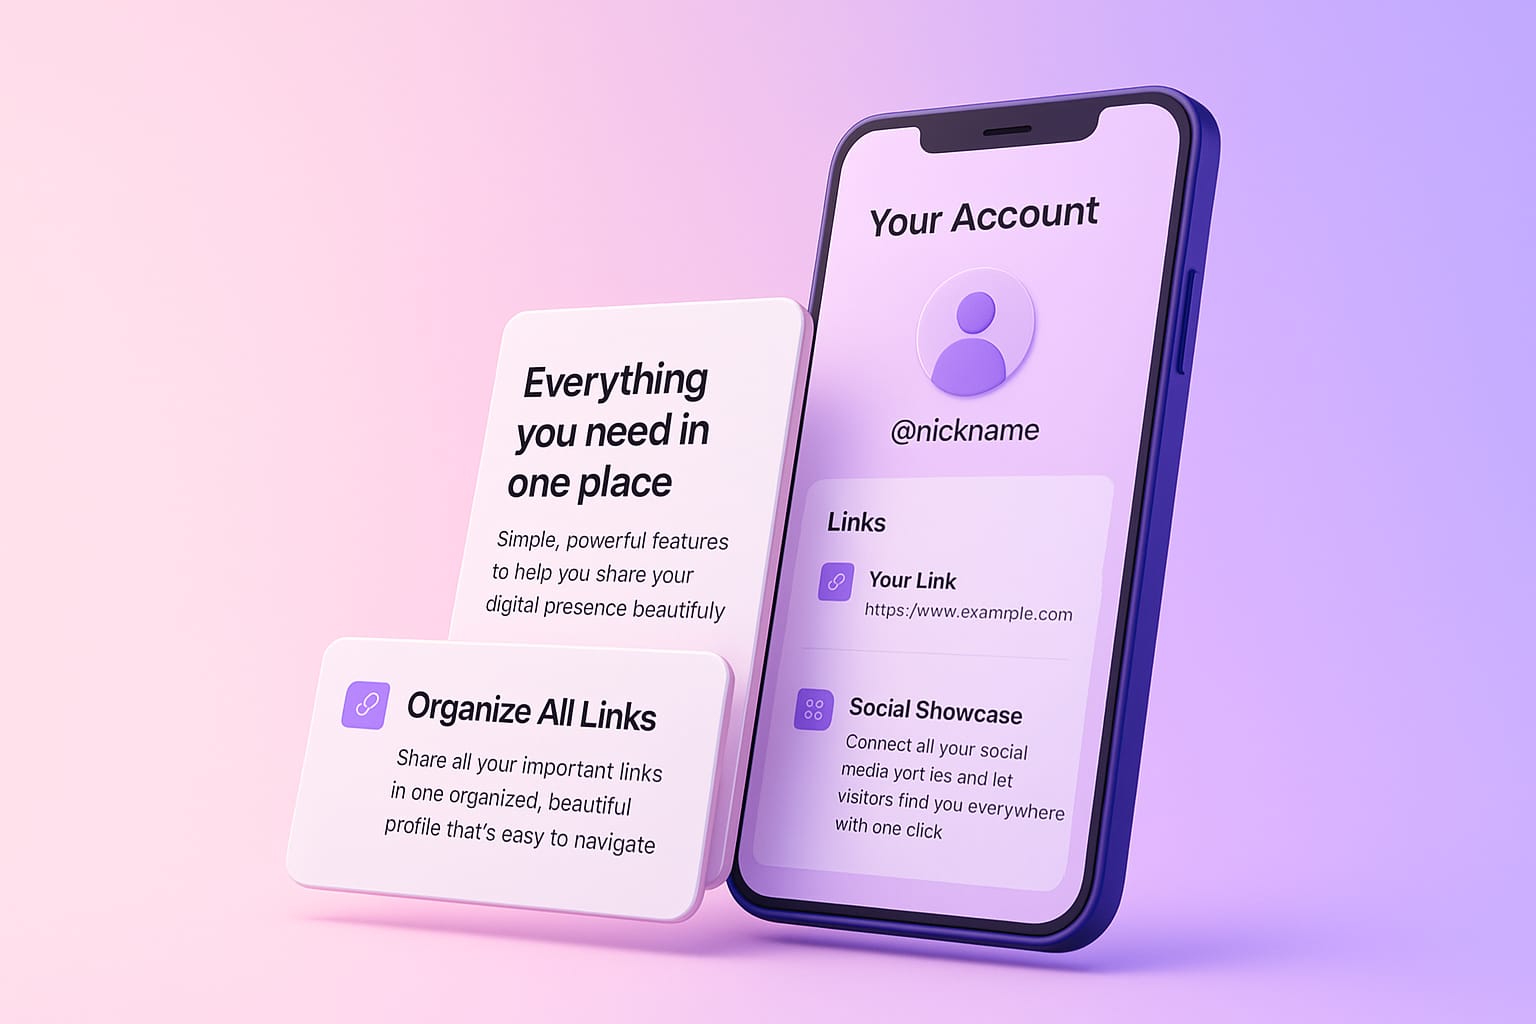 Everything
you need in
one place
Simple, powerful features
to help you share your
digital presence beautifuly
Organize All Links
Share all your important links
in one organized, beautiful
profile that's easy to navigate
Your Account
@nickname
Links
Your Link
https:/www.examrple.com
Social Showcase
Connect all your social
media yort ies and let
visitors find you everywhere
with one click